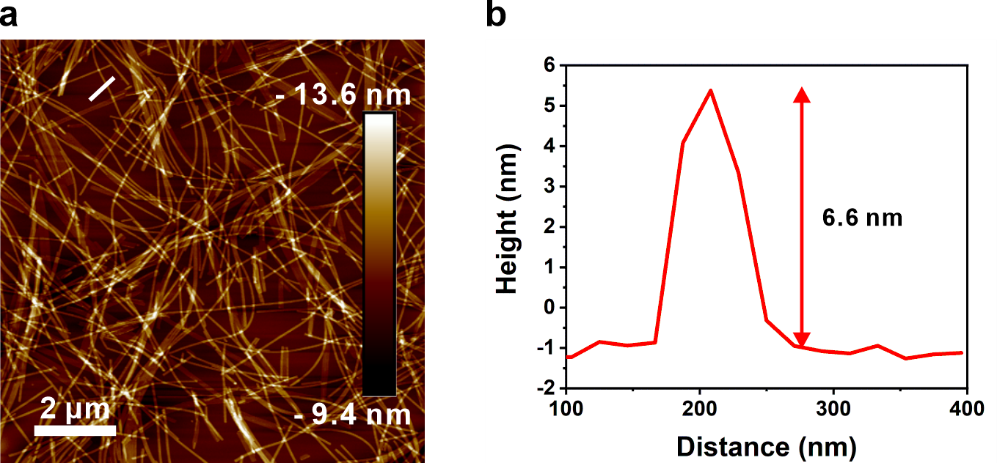 a
- 13.6 nm
- 9.4 nm
2 μm
b
6
5
4
3
2
1
0
-1
-2
Height (nm)
6.6 nm
100 200 300 400
Distance (nm)